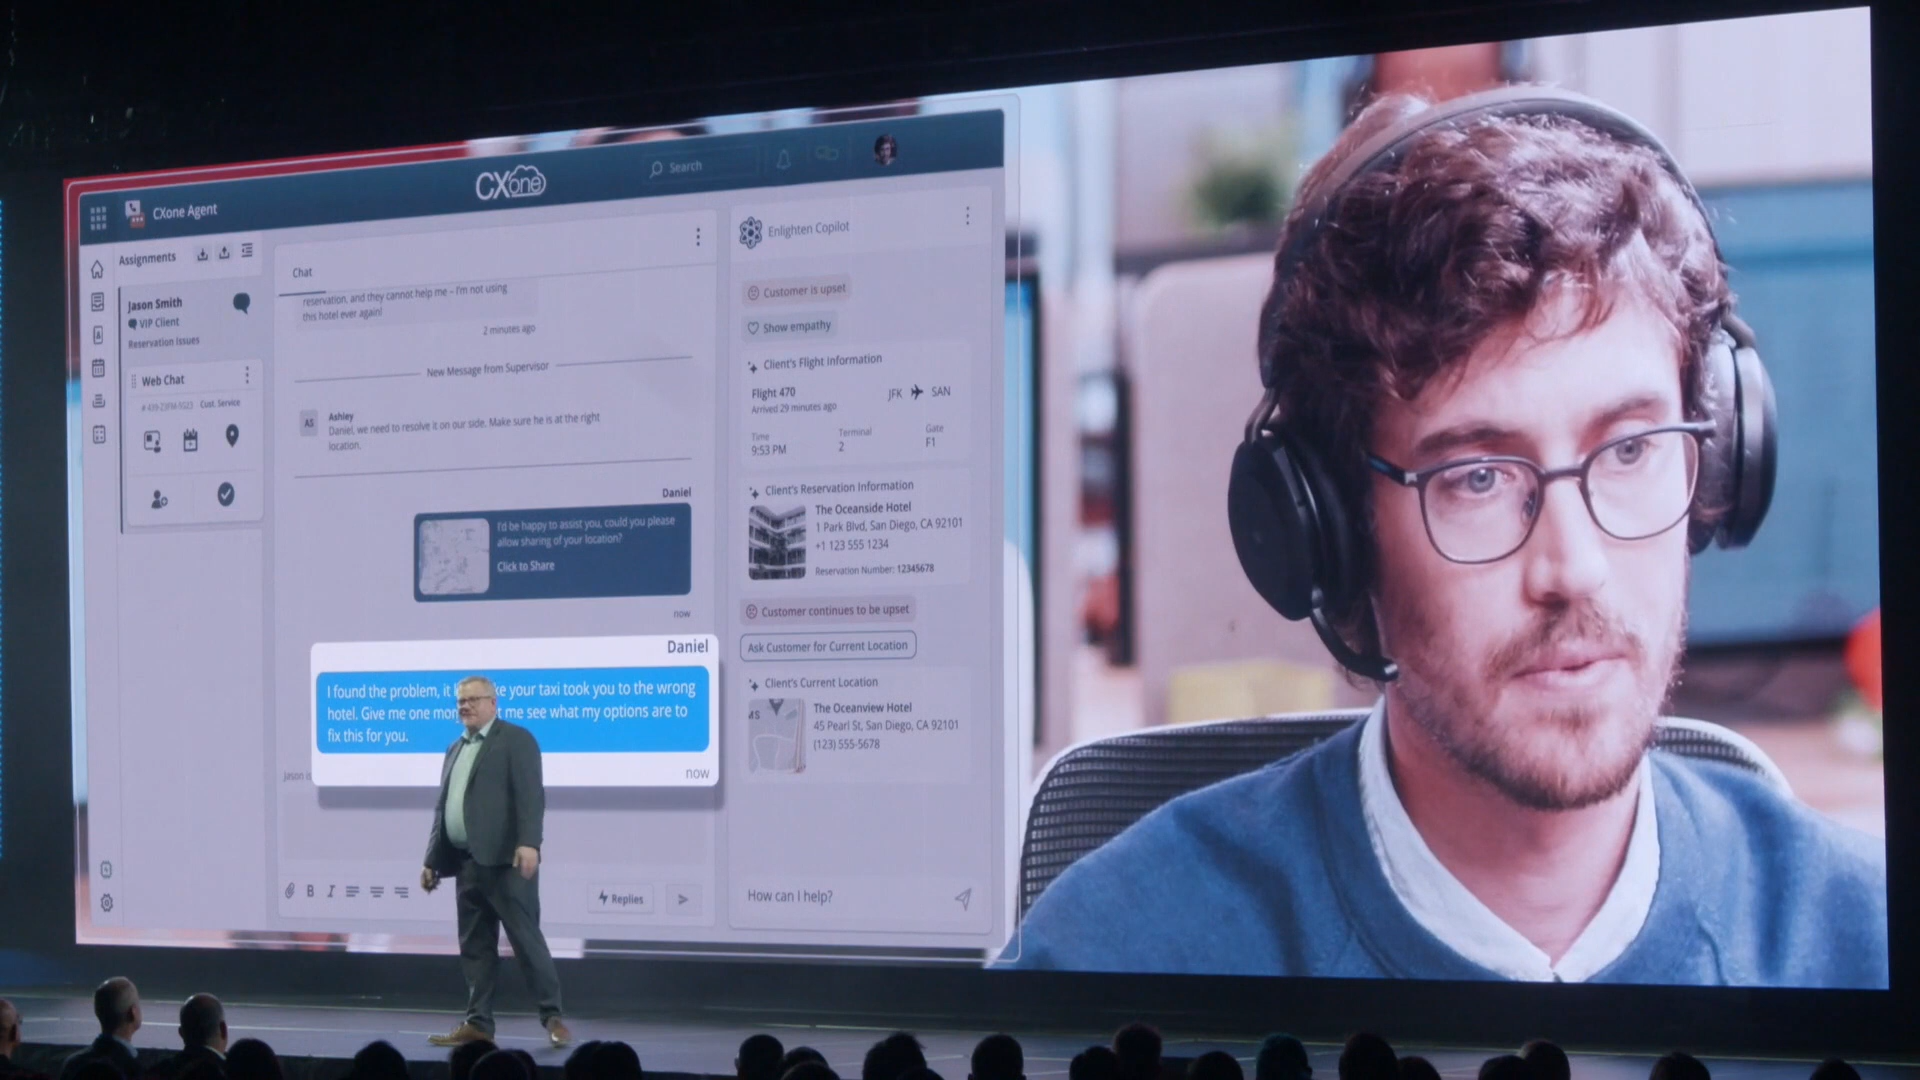 CXone Agent
CXone
Search
Assignments
Jason Smith
VIP Client
Reservation Issues
Web Chat
Cust. Service
Chat
reservation, and they cannot help me – I'm not using
this hotel ever again!
2 minutes ago
New Message from Supervisor
AS
Ashley
Daniel, we need to resolve it on our side. Make sure he is at the right
location.
Daniel
I'd be happy to assist you, could you please
allow sharing of your location?
Click to Share
now
Daniel
I found the problem, it your taxi took you to the wrong
hotel. Give me one me see what my options are to
fix this for you.
now
Jason
B I
Replies
Enlighten Copilot
Customer is upset
Show empathy
Client's Flight Information
Flight 470
JFK SAN
Arrived 29 minutes ago
Time Terminal Gate
9:53 PM 2 F1
Client's Reservation Information
The Oceanside Hotel
1 Park Blvd, San Diego, CA 92101
+1 123 555 1234
Reservation Number: 12345678
Customer continues to be upset
Ask Customer for Current Location
Client's Current Location
The Oceanview Hotel
45 Pearl St, San Diego, CA 92101
(123) 555-5678
How can I help?